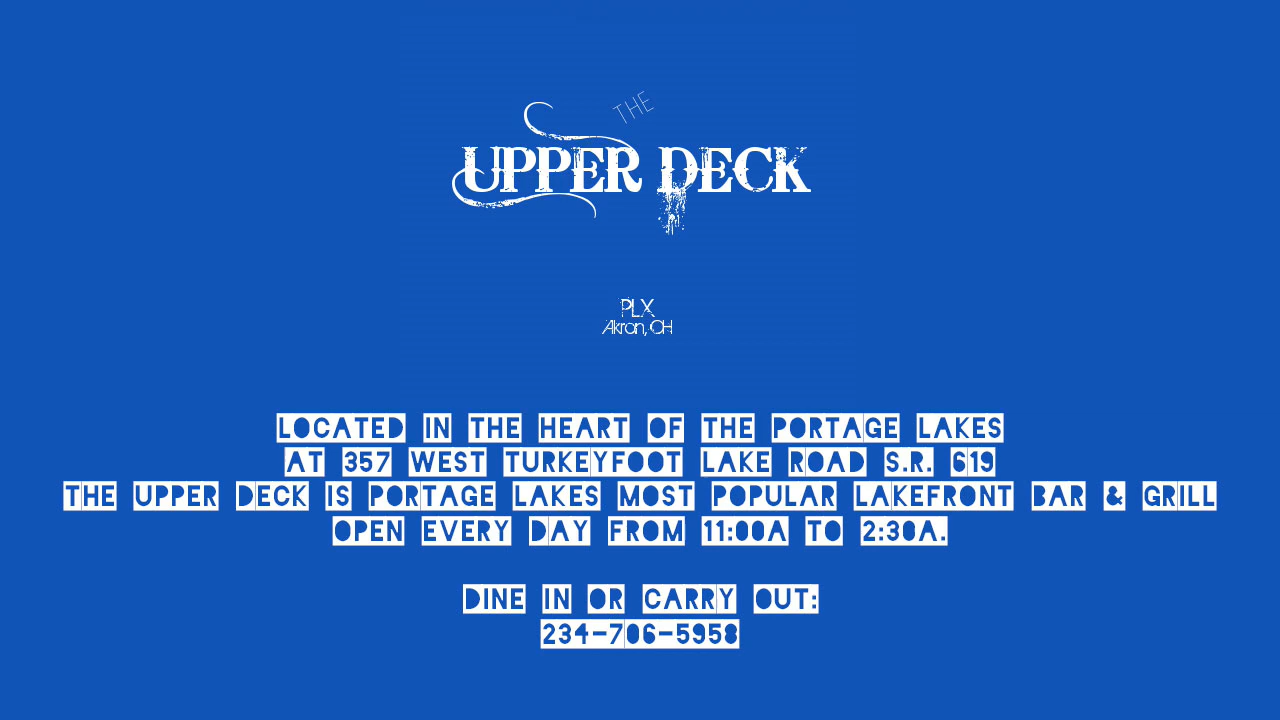 THE
UPPER DECK
PLX
Akron, OH
LOCATED IN THE HEART OF THE PORTAGE LAKES
AT 357 WEST TURKEYFOOT LAKE ROAD S.R. 619
THE UPPER DECK IS PORTAGE LAKES MOST POPULAR LAKEFRONT BAR & GRILL
OPEN EVERY DAY FROM 11:00A TO 2:30A.
DINE IN OR CARRY OUT:
234-706-5958